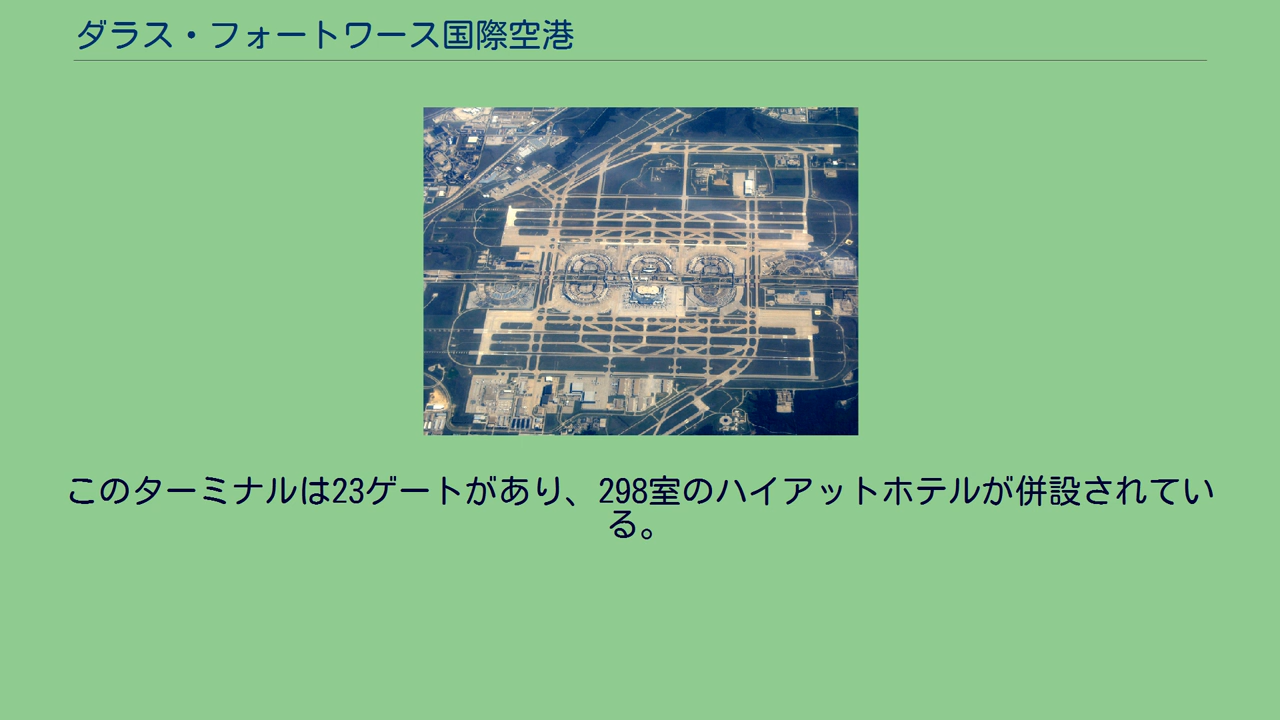 ダラス・フォートワース国際空港
このターミナルは23ゲートがあり、298室のハイアットホテルが併設されてい
る。